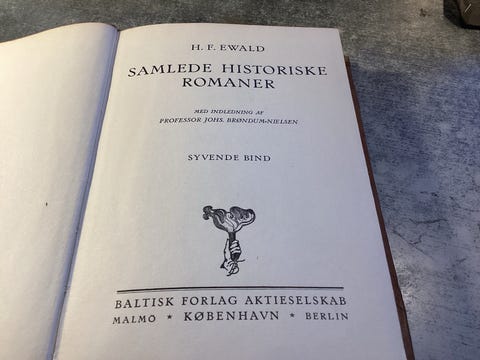 H. F. EWALD
SAMLEDE HISTORISKE
ROMANER
MED INDLEDNING AF
PROFESSOR JOHS. BRØNDUM-NIELSEN
SYVENDE BIND
BALTISK FORLAG AKTIESELSKAB
MALMÖ * KØBENHAVN * BERLIN